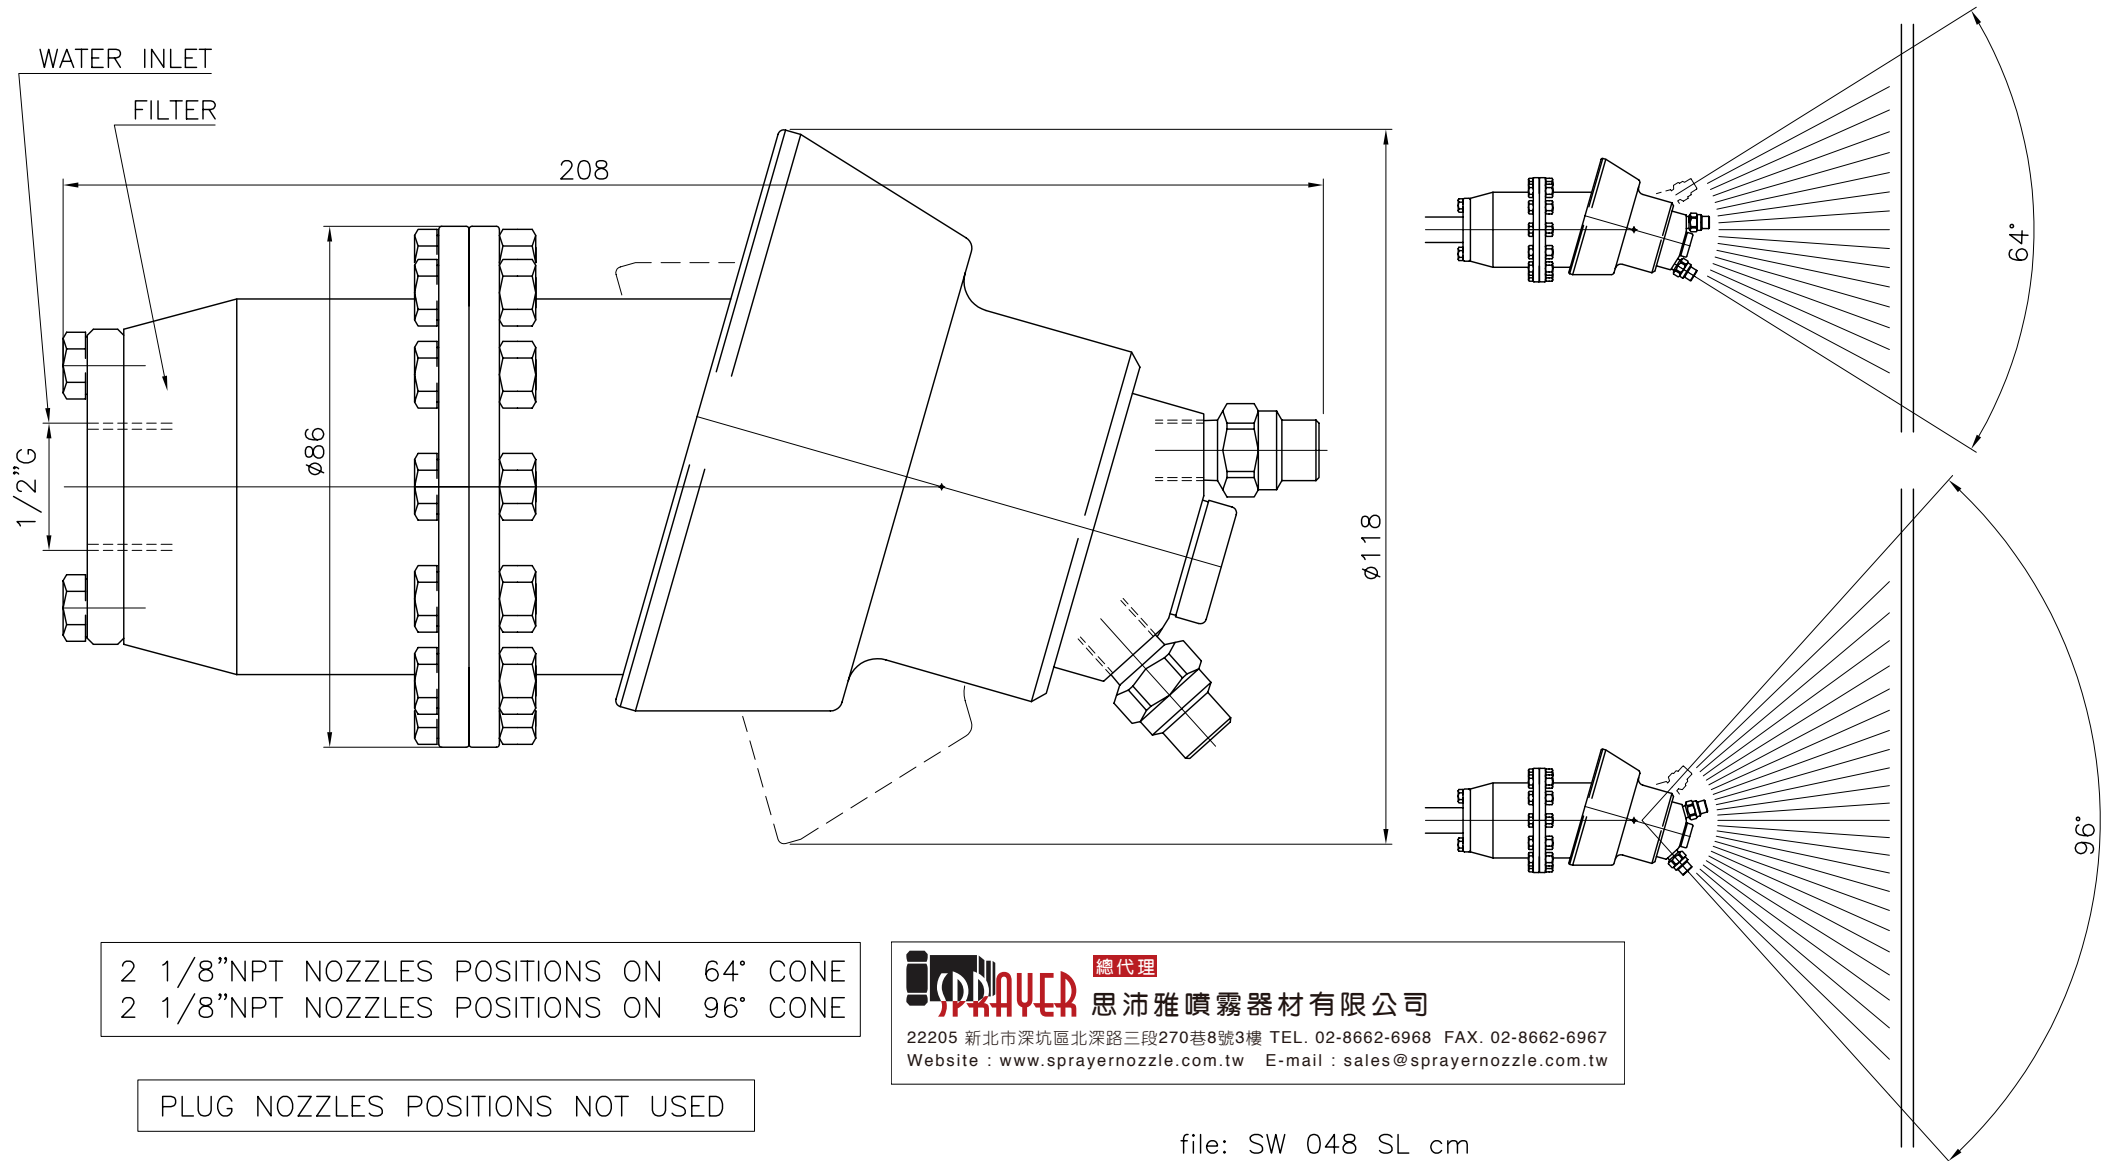 WATER INLET
FILTER
208
1/2"G
ø86
ø118
64°
96°
2 1/8"NPT NOZZLES POSITIONS ON 64° CONE
2 1/8"NPT NOZZLES POSITIONS ON 96° CONE
PLUG NOZZLES POSITIONS NOT USED
SPRAYER
總代理
思沛雅噴霧器材有限公司
22205 新北市深坑區北深路三段270巷8號3樓 TEL. 02-8662-6968 FAX. 02-8662-6967
Website : www.sprayernozzle.com.tw E-mail : sales@sprayernozzle.com.tw
file: SW 048 SL cm